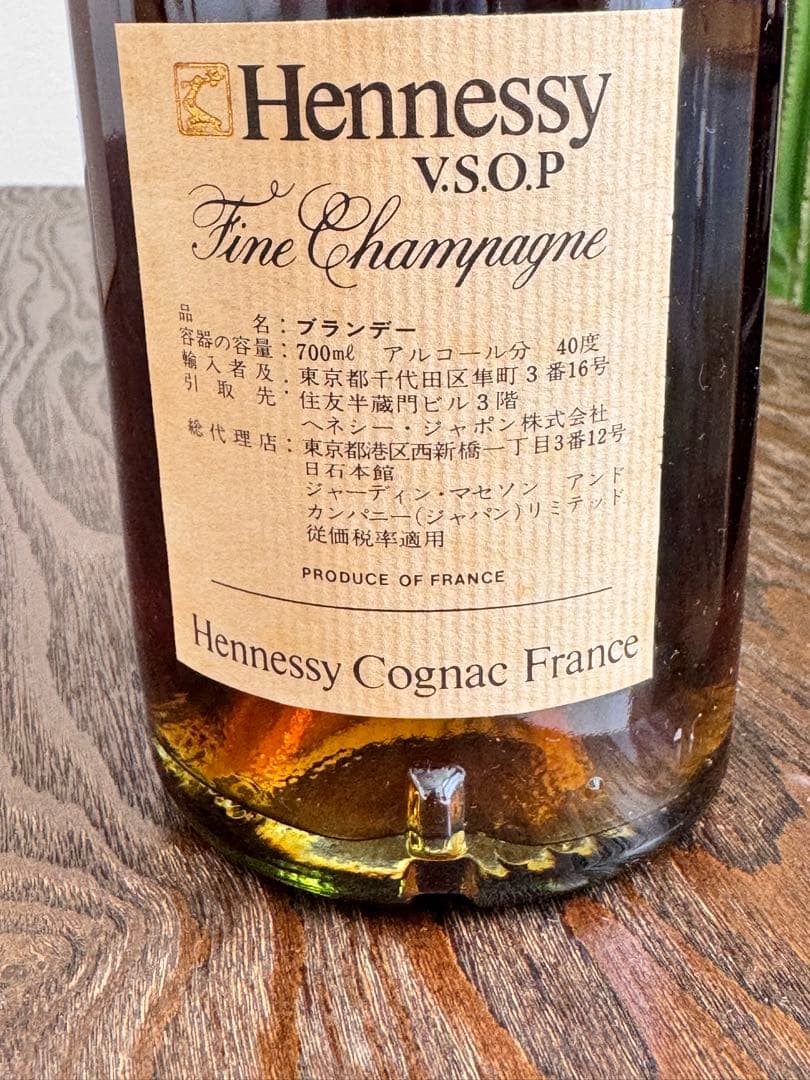 Hennessy
V.S.O.P
Fine Champagne
品名：ブランデー
容器の容量：700mℓ アルコール分 40度
輸入者及 東京都千代田区隼町3番16号
引取先：住友半蔵門ビル3階
ヘネシー・ジャポン株式会社
総代理店：東京都港区西新橋一丁目3番12号
日石本館
ジャーディン・マセソン アンド
カンパニー(ジャパン)リミテッド
従価税率適用
PRODUCE OF FRANCE
Hennessy Cognac France